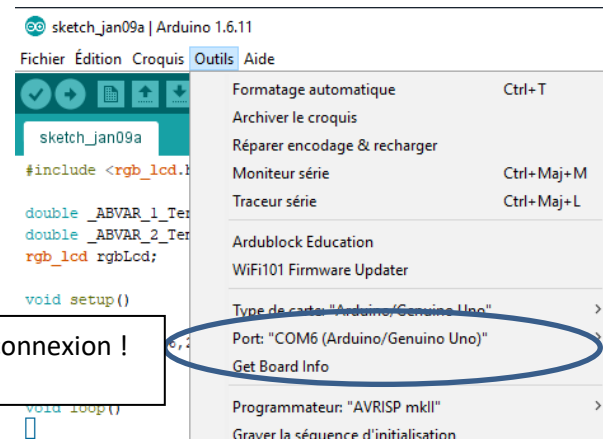 sketch_jan09a | Arduino 1.6.11
Fichier Édition Croquis Outils Aide
Formatage automatique Ctrl+T
Archiver le croquis
sketch_jan09a
Réparer encodage & recharger
#include <rgb_lcd.h
Moniteur série Ctrl+Maj+M
Traceur série Ctrl+Maj+L
double _ABVAR_1_Ter
double _ABVAR_2_Ter
Ardublock Education
rgb_lcd rgbLcd;
WiFi101 Firmware Updater
void setup()
Type de carte: "Arduino/Genuino Uno"
onnexion !
Port: "COM6 (Arduino/Genuino Uno)"
Get Board Info
void loop()
Programmateur: "AVRISP mkII"
Graver la séquence d'initialisation